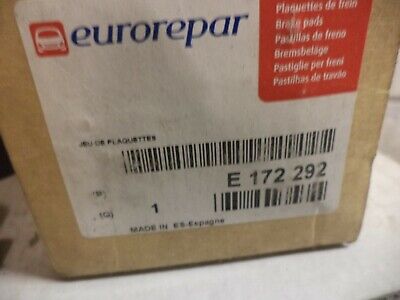 eurorepar
Plaquettes de frein
Brake pads
Pastillas de freno
Bremsbeläge
Pastiglie per freni
Pastilhas de travão
JEU DE PLAQUETTES
E 172 292
(Q) 1
MADE IN ES-Espagne